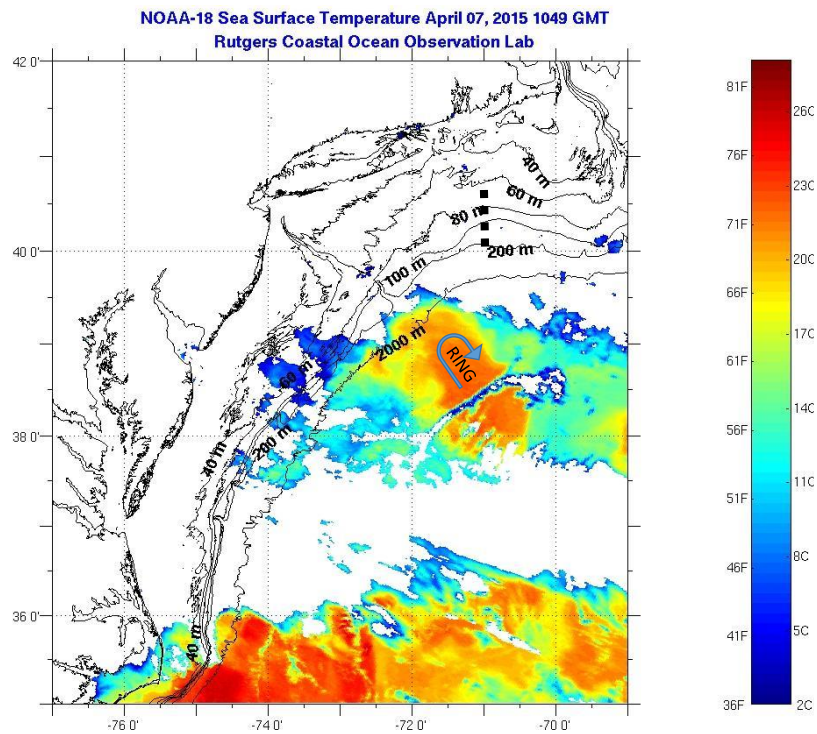 NOAA-18 Sea Surface Temperature April 07, 2015 1049 GMT
Rutgers Coastal Ocean Observation Lab
42 0'
40 0'
38 0'
36 0'
-76 0'
-74 0'
-72 0'
-70 0'
40 m
60 m
80 m
200 m
100 m
2000 m
RING
60 m
40 m
200 m
40 m
81F
76F
71F
66F
61F
56F
51F
46F
41F
36F
26C
23C
20C
17C
14C
11C
8C
5C
2C